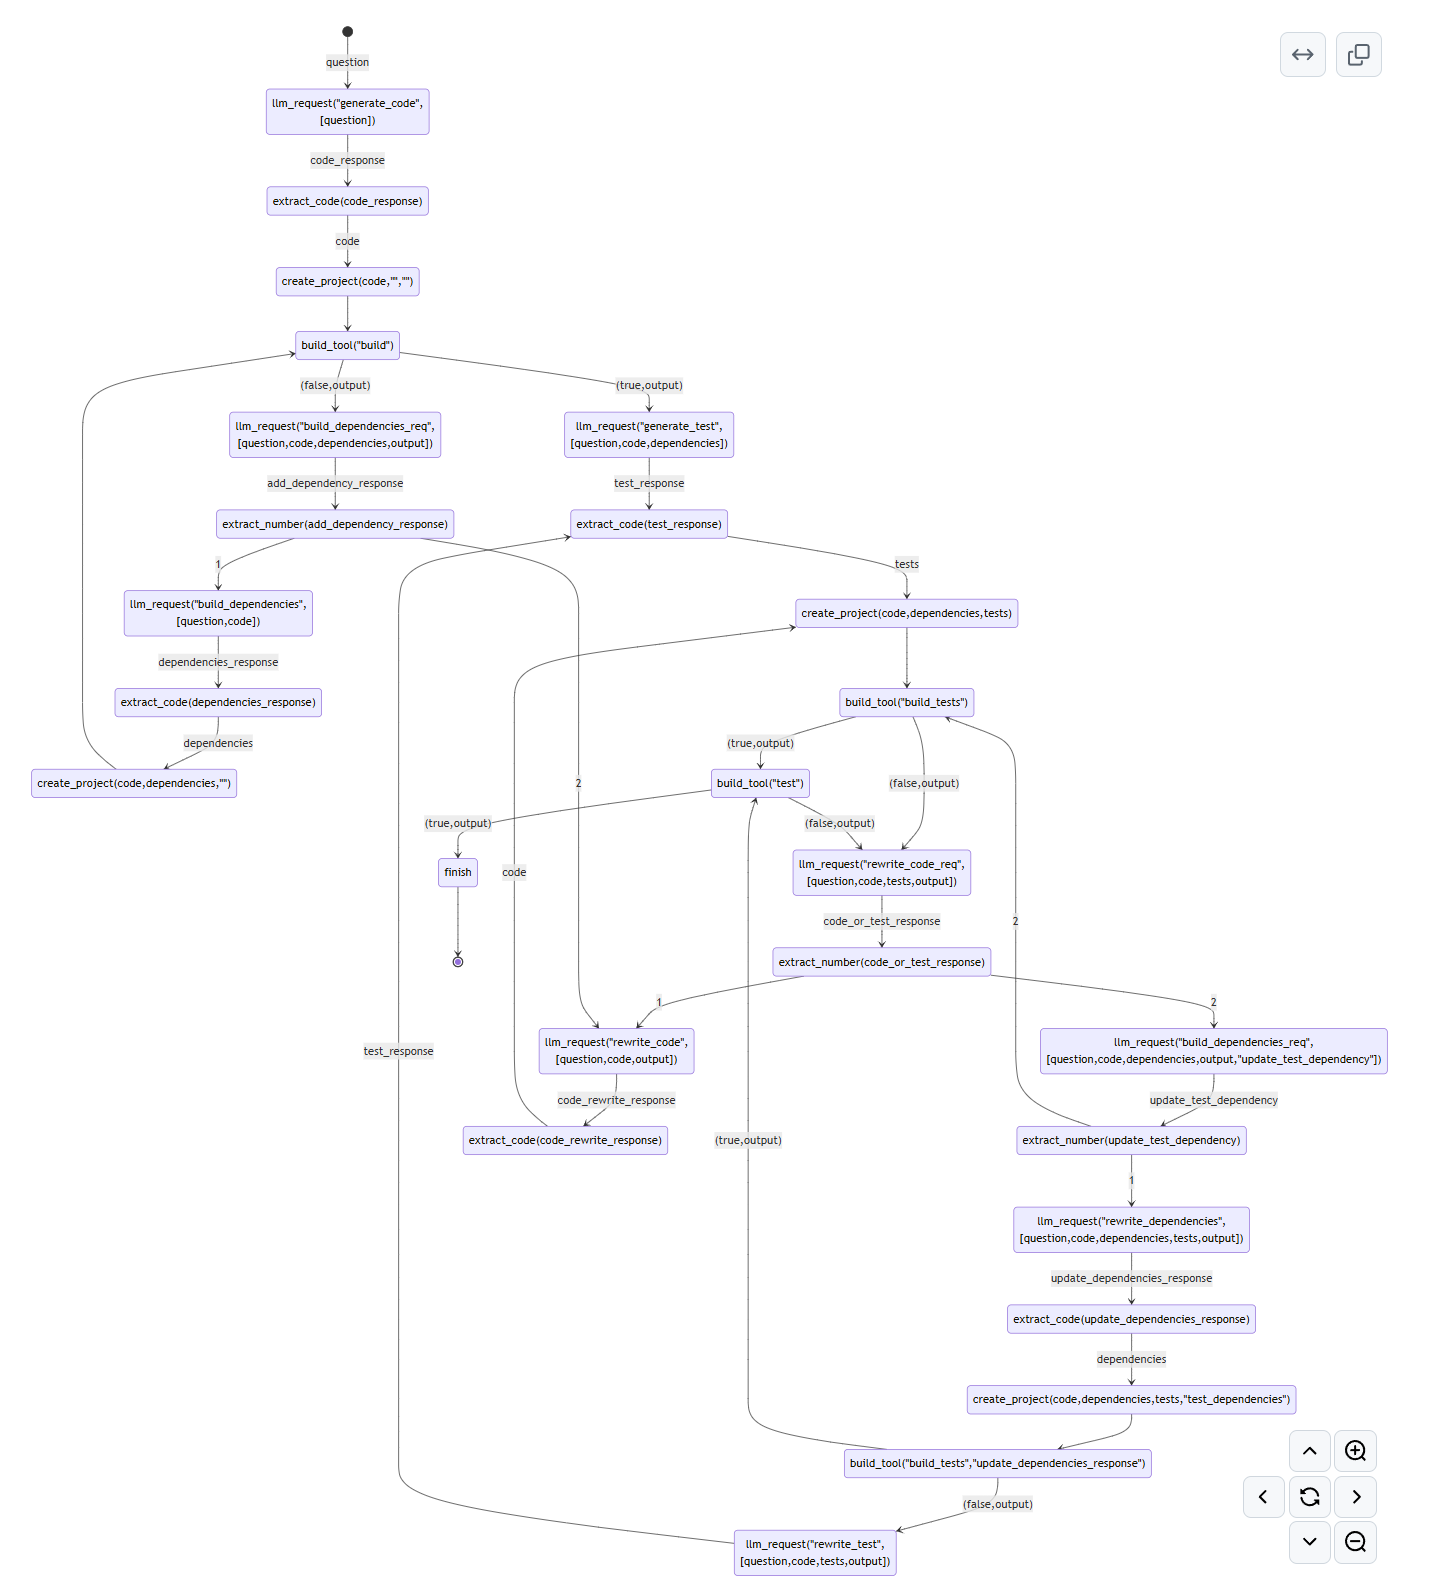 question
llm_request("generate_code",
[question])
code_response
extract_code(code_response)
code
create_project(code,"","")
build_tool("build")
(false,output)
(true,output)
llm_request("build_dependencies_req",
[question,code,dependencies,output])
llm_request("generate_test",
[question,code,dependencies])
add_dependency_response
test_response
extract_number(add_dependency_response)
extract_code(test_response)
1
tests
llm_request("build_dependencies",
[question,code])
create_project(code,dependencies,tests)
dependencies_response
extract_code(dependencies_response)
build_tool("build_tests")
dependencies
(true,output)
create_project(code,dependencies,"")
2
build_tool("test")
(false,output)
(true,output)
(false,output)
finish
code
llm_request("rewrite_code_req",
[question,code,tests,output])
code_or_test_response
2
extract_number(code_or_test_response)
1
2
test_response
llm_request("rewrite_code",
[question,code,output])
llm_request("build_dependencies_req",
[question,code,dependencies,output,"update_test_dependency"])
code_rewrite_response
update_test_dependency
extract_code(code_rewrite_response)
(true,output)
extract_number(update_test_dependency)
1
llm_request("rewrite_dependencies",
[question,code,dependencies,tests,output])
update_dependencies_response
extract_code(update_dependencies_response)
dependencies
create_project(code,dependencies,tests,"test_dependencies")
build_tool("build_tests","update_dependencies_response")
(false,output)
llm_request("rewrite_test",
[question,code,tests,output])